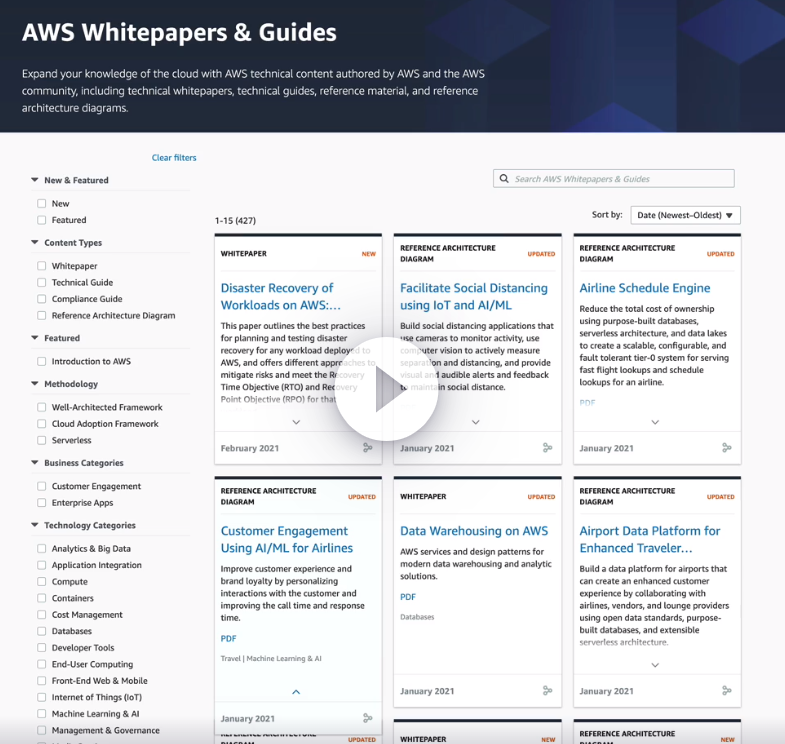 AWS Whitepapers & Guides
Expand your knowledge of the cloud with AWS technical content authored by AWS and the AWS
community, including technical whitepapers, technical guides, reference material, and reference
architecture diagrams.
Clear filters
New & Featured
New
Featured
Content Types
Whitepaper
Technical Guide
Compliance Guide
Reference Architecture Diagram
Featured
Introduction to AWS
Methodology
Well-Architected Framework
Cloud Adoption Framework
Serverless
Business Categories
Customer Engagement
Enterprise Apps
Technology Categories
Analytics & Big Data
Application Integration
Compute
Containers
Cost Management
Databases
Developer Tools
End-User Computing
Front-End Web & Mobile
Internet of Things (IoT)
Machine Learning & AI
Management & Governance
Search AWS Whitepapers & Guides
1-15 (427)
Sort by:
Date (Newest–Oldest)
WHITEPAPER
NEW
Disaster Recovery of
Workloads on AWS:...
This paper outlines the best practices
for planning and testing disaster
recovery for any workload deployed to
AWS, and offers different approaches to
mitigate risks and meet the Recovery
Time Objective (RTO) and Recovery
Point Objective (RPO) for that
February 2021
REFERENCE ARCHITECTURE
DIAGRAM
UPDATED
Facilitate Social Distancing
using IoT and AI/ML
Build social distancing applications that
use cameras to monitor activity, use
computer vision to actively measure
separation and distancing, and provide
visual and audible alerts and feedback
to maintain social distance.
January 2021
REFERENCE ARCHITECTURE
DIAGRAM
UPDATED
Airline Schedule Engine
Reduce the total cost of ownership
using purpose-built databases,
serverless architecture, and data lakes
to create a scalable, configurable, and
fault tolerant tier-0 system for serving
fast flight lookups and schedule
lookups for an airline.
PDF
January 2021
REFERENCE ARCHITECTURE
DIAGRAM
UPDATED
Customer Engagement
Using AI/ML for Airlines
Improve customer experience and
brand loyalty by personalizing
interactions with the customer and
improving the call time and response
time.
PDF
Travel | Machine Learning & AI
January 2021
WHITEPAPER
UPDATED
Data Warehousing on AWS
AWS services and design patterns for
modern data warehousing and analytic
solutions.
PDF
Databases
January 2021
REFERENCE ARCHITECTURE
DIAGRAM
UPDATED
Airport Data Platform for
Enhanced Traveler...
Build a data platform for airports that
can create an enhanced customer
experience by collaborating with
airlines, vendors, and lounge providers
using open data standards, purpose-
built databases, and extensible
serverless architecture.
January 2021
REFERENCE ARCHITECTURE
DIAGRAM
UPDATED
WHITEPAPER
NEW
REFERENCE ARCHITECTURE
DIAGRAM
NEW